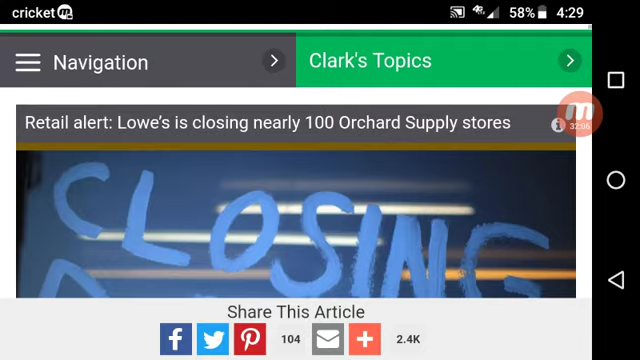 cricket 4G 58% 4:29
Navigation
Clark's Topics
Retail alert: Lowe's is closing nearly 100 Orchard Supply stores
32:06
CLOSING
Share This Article
104
2.4K